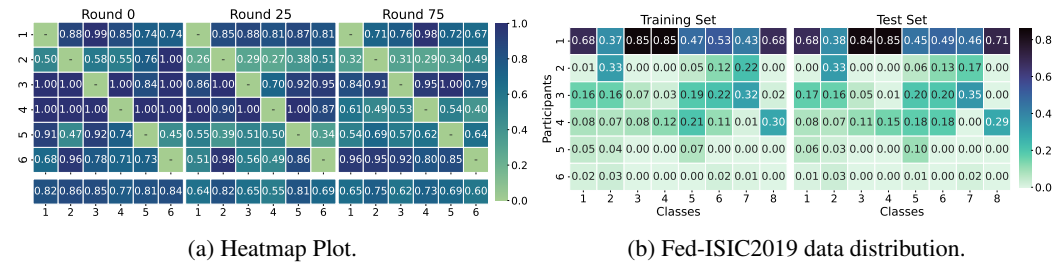 Round 0 Round 25 Round 75
1 - 0.88 0.99 0.85 0.74 0.74 - 0.85 0.88 0.81 0.87 0.81 - 0.71 0.76 0.98 0.72 0.67
2 0.50 - 0.58 0.55 0.76 1.00 0.26 - 0.29 0.27 0.38 0.51 0.32 - 0.31 0.29 0.54 0.49
3 1.00 1.00 - 0.84 1.00 1.00 0.86 1.00 - 0.70 0.92 0.95 0.84 0.91 - 0.95 1.00 0.79
4 1.00 1.00 1.00 - 1.00 1.00 1.00 0.90 1.00 - 1.00 0.87 0.61 0.49 0.53 - 0.54 0.40
5 0.91 0.47 0.92 0.74 - 0.45 0.55 0.39 0.51 0.50 - 0.34 0.54 0.69 0.57 0.62 - 0.64
6 0.68 0.96 0.78 0.71 0.73 - 0.51 0.98 0.56 0.49 0.86 - 0.96 0.95 0.92 0.80 0.85 -
0.82 0.86 0.85 0.77 0.81 0.84 0.64 0.82 0.65 0.55 0.81 0.69 0.65 0.75 0.62 0.73 0.69 0.60
1 2 3 4 5 6 1 2 3 4 5 6 1 2 3 4 5 6
1.0
0.8
0.6
0.4
0.2
0.0
(a) Heatmap Plot.
Training Set Test Set
Participants
1 0.68 0.37 0.85 0.85 0.47 0.53 0.43 0.68 0.68 0.38 0.84 0.85 0.45 0.49 0.46 0.71
2 0.01 0.33 0.00 0.00 0.05 0.12 0.22 0.00 0.00 0.33 0.00 0.00 0.06 0.13 0.17 0.00
3 0.16 0.16 0.07 0.04 0.19 0.22 0.32 0.02 0.17 0.16 0.05 0.03 0.20 0.20 0.35 0.00
4 0.08 0.07 0.08 0.12 0.21 0.11 0.01 0.30 0.08 0.07 0.11 0.12 0.15 0.18 0.00 0.29
5 0.05 0.04 0.00 0.00 0.07 0.00 0.00 0.00 0.06 0.04 0.00 0.00 0.10 0.00 0.00 0.00
6 0.02 0.03 0.00 0.00 0.00 0.01 0.02 0.00 0.01 0.03 0.00 0.00 0.00 0.01 0.02 0.00
1 2 3 4 5 6 7 8 1 2 3 4 5 6 7 8
Classes Classes
0.8
0.6
0.4
0.2
0.0
(b) Fed-ISIC2019 data distribution.